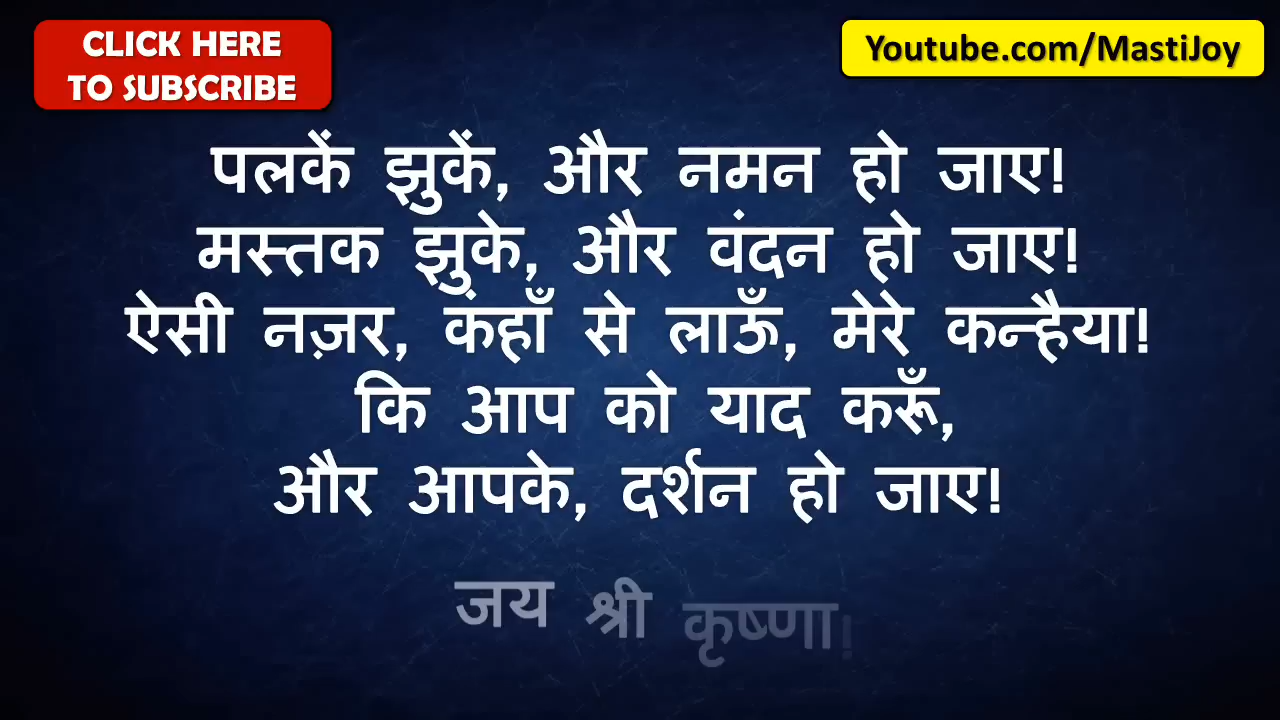 CLICK HERE
TO SUBSCRIBE
Youtube.com/MastiJoy
पलकें झुकें, और नमन हो जाए!
मस्तक झुके, और वंदन हो जाए!
ऐसी नज़र, कंहाँ से लाऊँ, मेरे कन्हैया!
कि आप को याद करूँ,
और आपके, दर्शन हो जाए!
जय श्री कृष्णा!